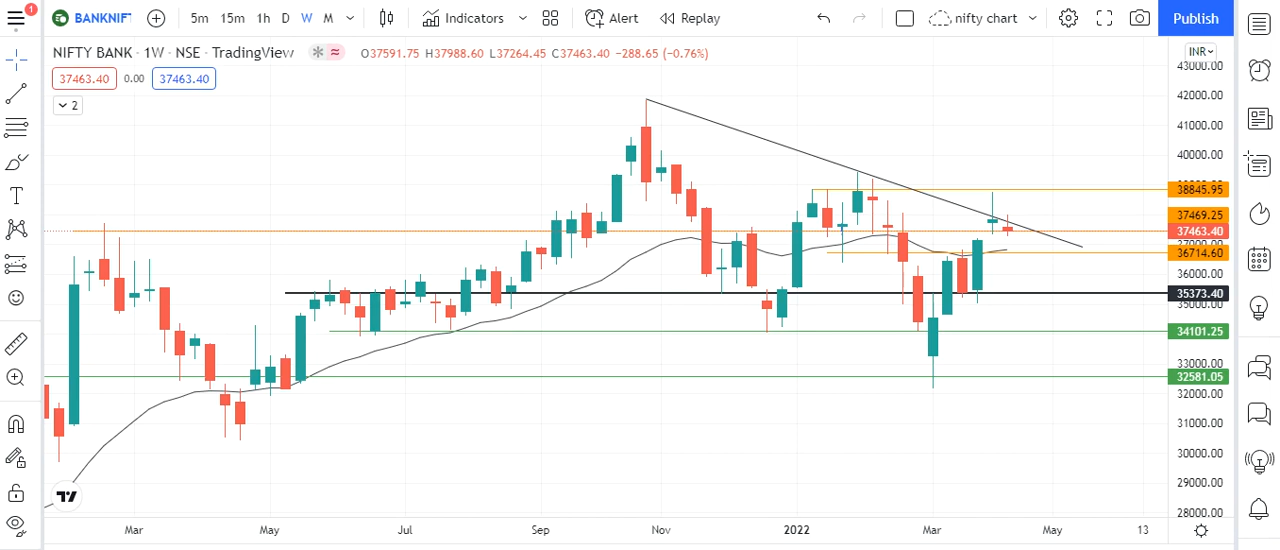 1
BANKNIFT
5m 15m 1h D W M
Indicators
Alert
Replay
nifty chart
Publish
NIFTY BANK · 1W · NSE · TradingView
O37591.75 H37988.60 L37264.45 C37463.40 −288.65 (−0.76%)
INR
37463.40 0.00 37463.40
2
43000.00
42000.00
41000.00
40000.00
38845.95
37469.25
37463.40
37000.00
36714.60
36000.00
35373.40
35000.00
34101.25
33000.00
32581.05
32000.00
31000.00
30000.00
29000.00
28000.00
Mar May Jul Sep Nov 2022 Mar May 13